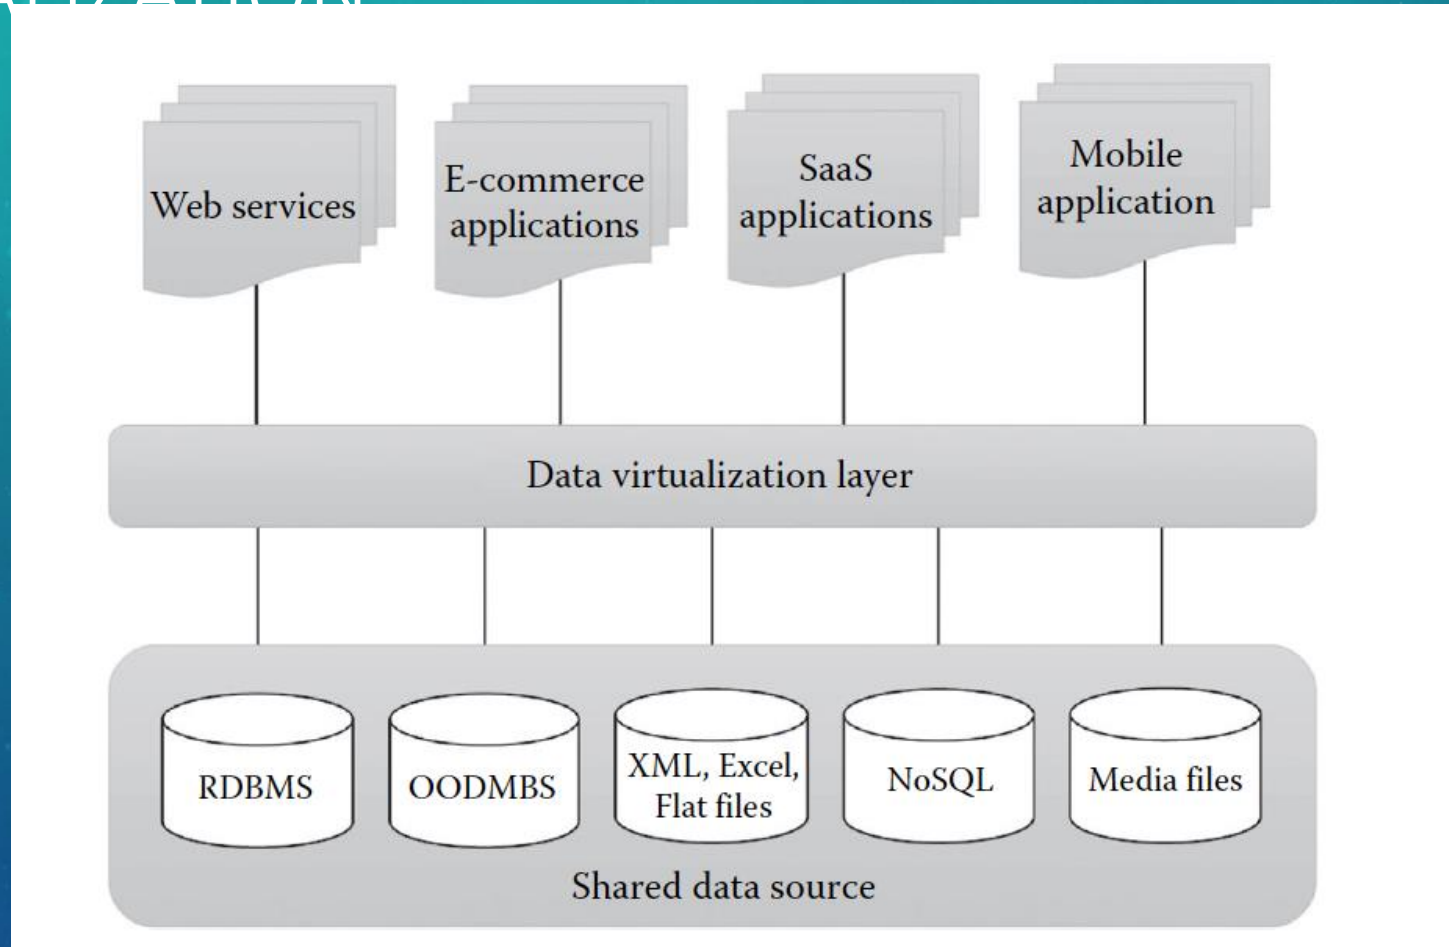 Web services
E-commerce
applications
SaaS
applications
Mobile
application
Data virtualization layer
RDBMS
OODMBS
XML, Excel,
Flat files
NoSQL
Media files
Shared data source